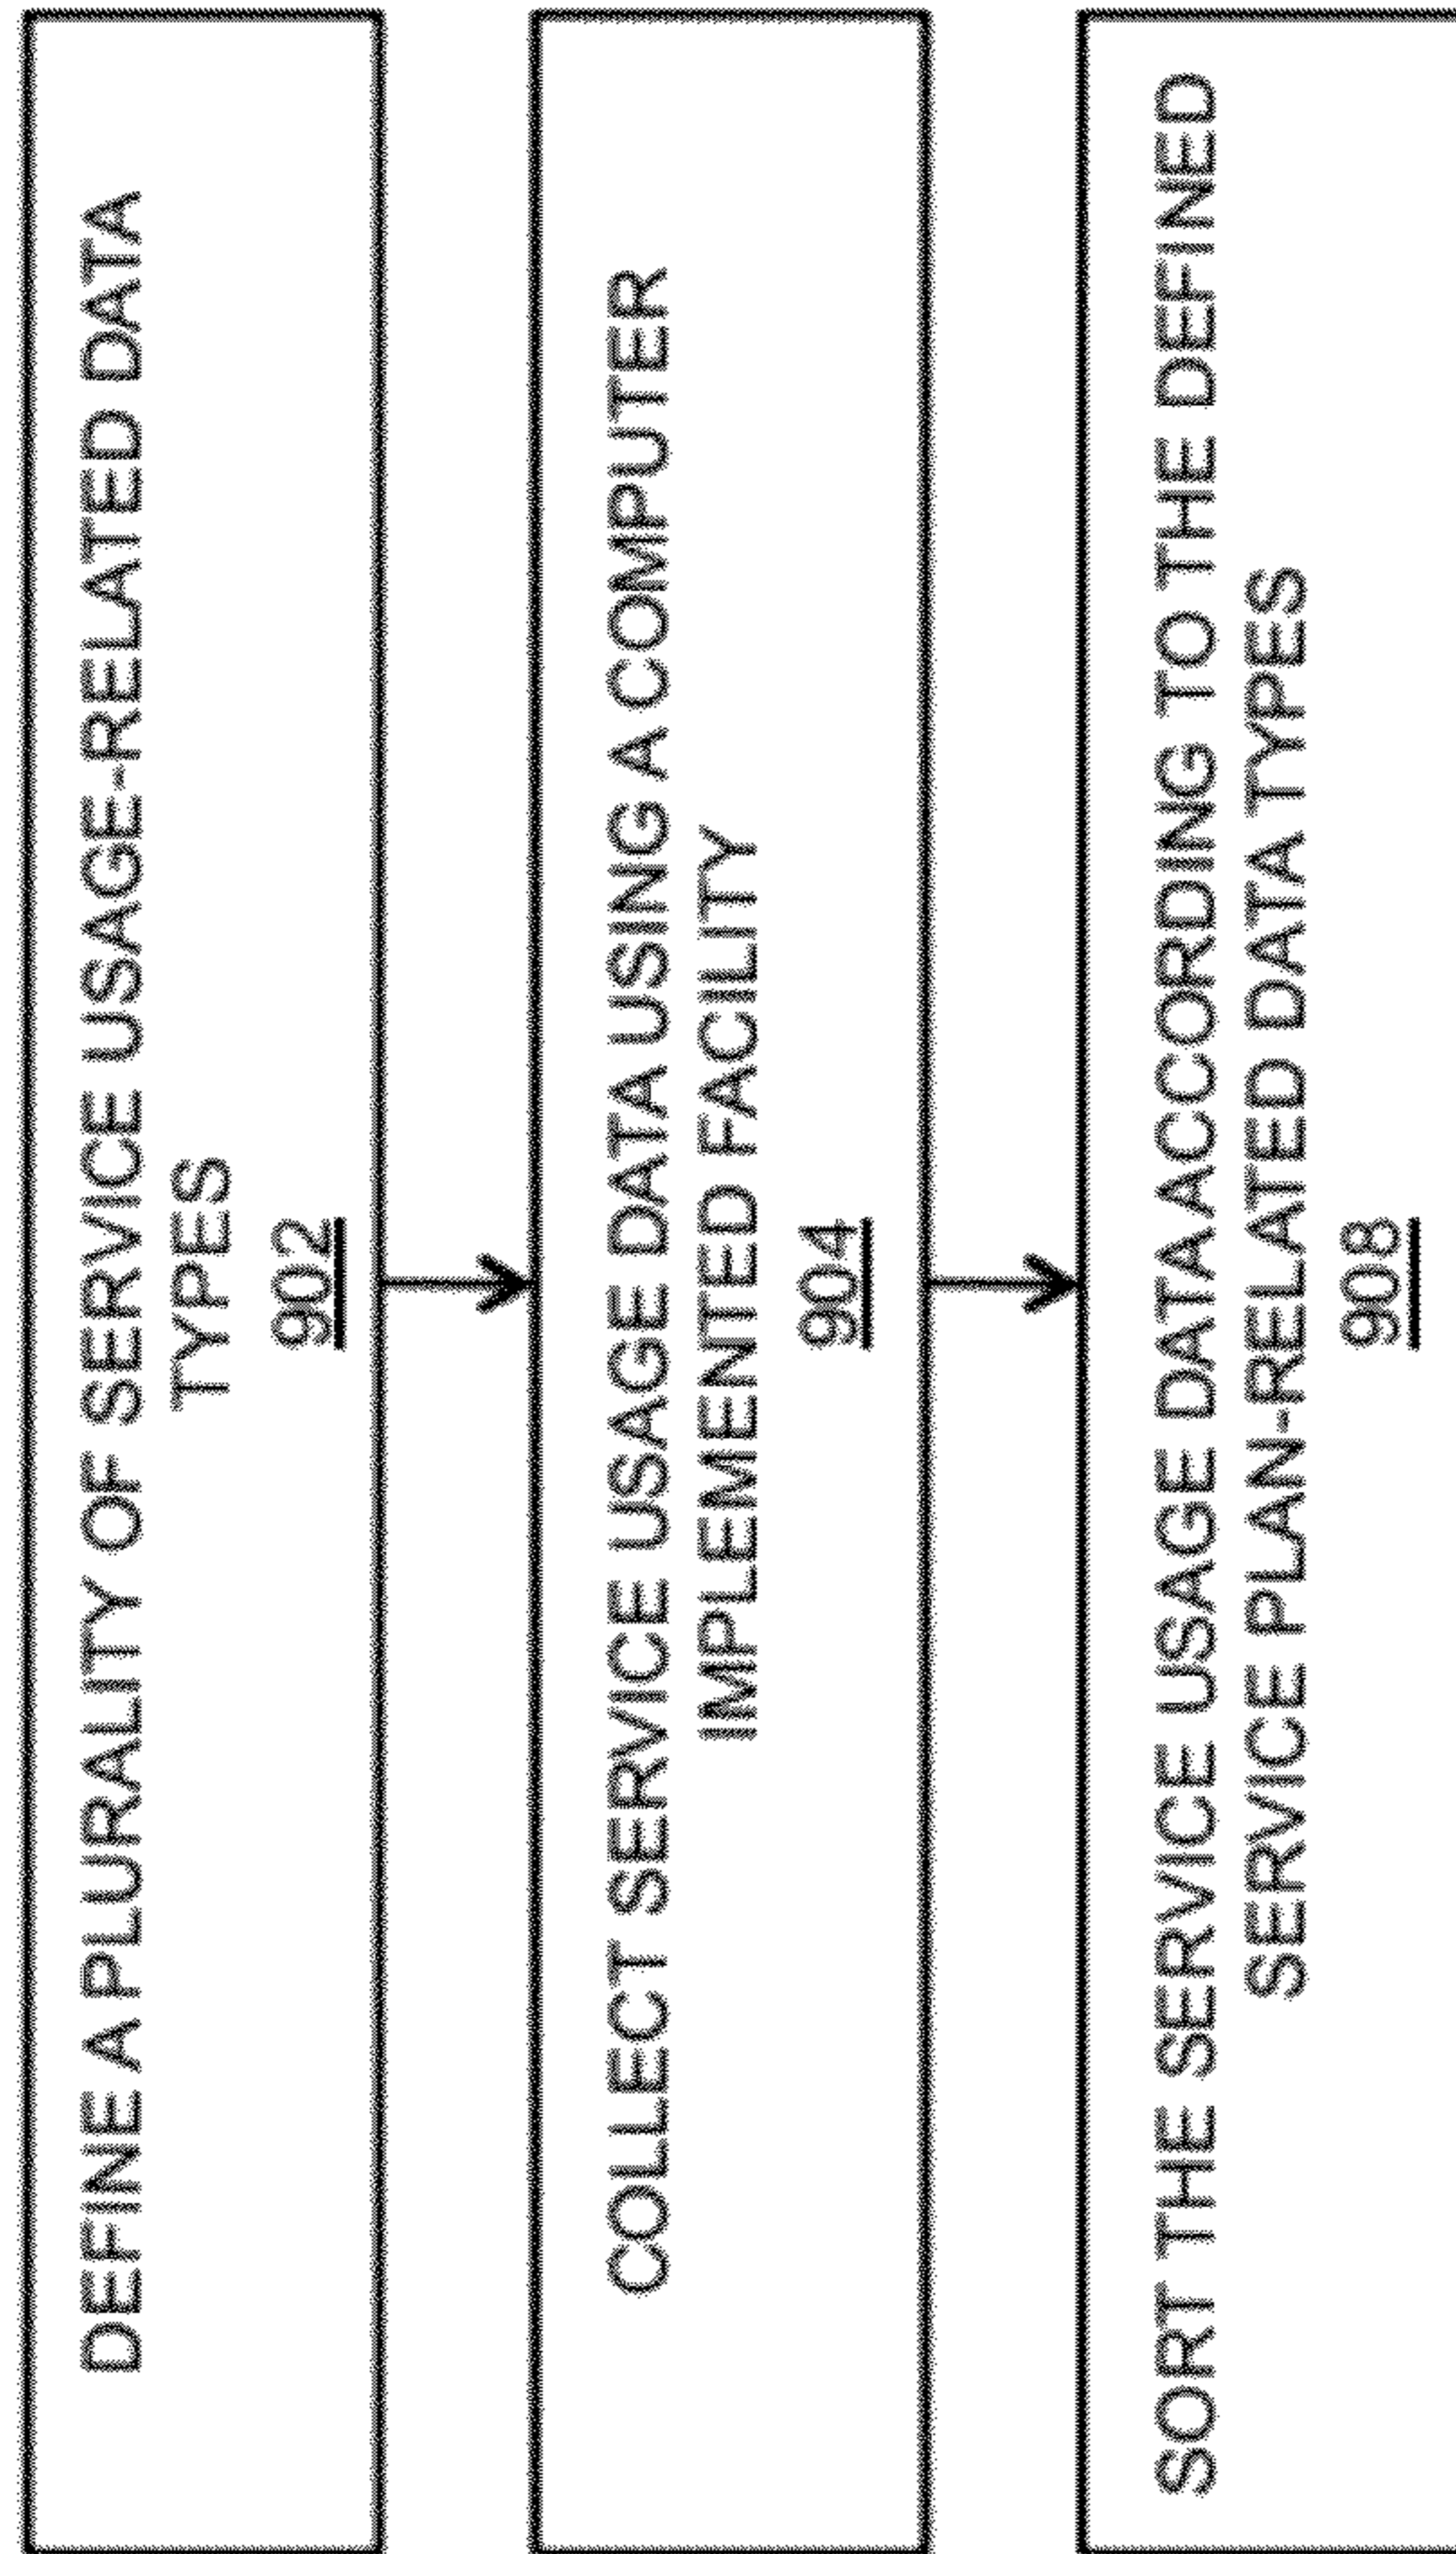 DEFINE A PLURALITY OF SERVICE USAGE-RELATED DATA
TYPES
902
COLLECT SERVICE USAGE DATA USING A COMPUTER
IMPLEMENTED FACILITY
904
SORT THE SERVICE USAGE DATA ACCORDING TO THE DEFINED
SERVICE PLAN-RELATED DATA TYPES
908